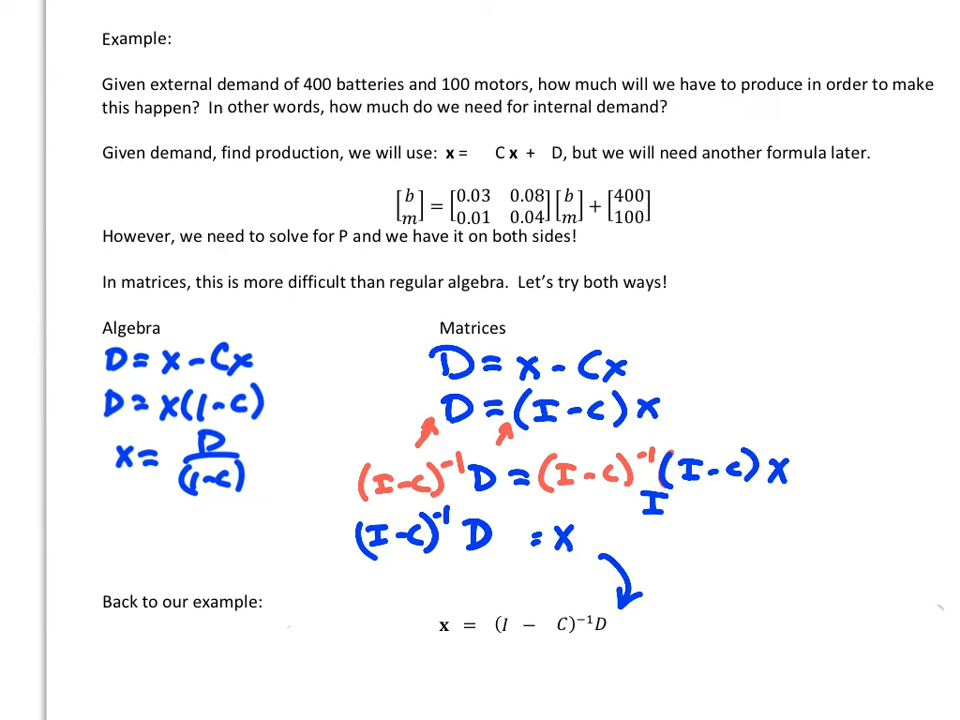 Example:
Given external demand of 400 batteries and 100 motors, how much will we have to produce in order to make
this happen? In other words, how much do we need for internal demand?
Given demand, find production, we will use: x = C x + D, but we will need another formula later.
[b m] = [0.03 0.08 0.01 0.04] [b m] + [400 100]
However, we need to solve for P and we have it on both sides!
In matrices, this is more difficult than regular algebra. Let's try both ways!
Algebra
D = x - Cx
D = x(1-C)
x = D/(1-C)
Matrices
D = x - Cx
D = (I-C)x
(I-C)⁻¹ D = (I-C)⁻¹(I-C)x
I
(I-C)⁻¹ D = x
Back to our example:
x = (I − C)⁻¹D